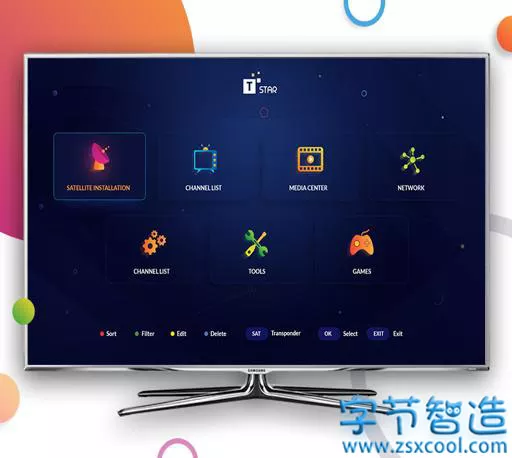 T STAR
SATELLITE INSTALLATION
CHANNEL LIST
MEDIA CENTER
NETWORK
CHANNEL LIST
TOOLS
GAMES
Sort Filter Edit Delete SAT Transponder OK Select EXIT Exit
SAMSUNG
字节智造
www.zsxcool.com